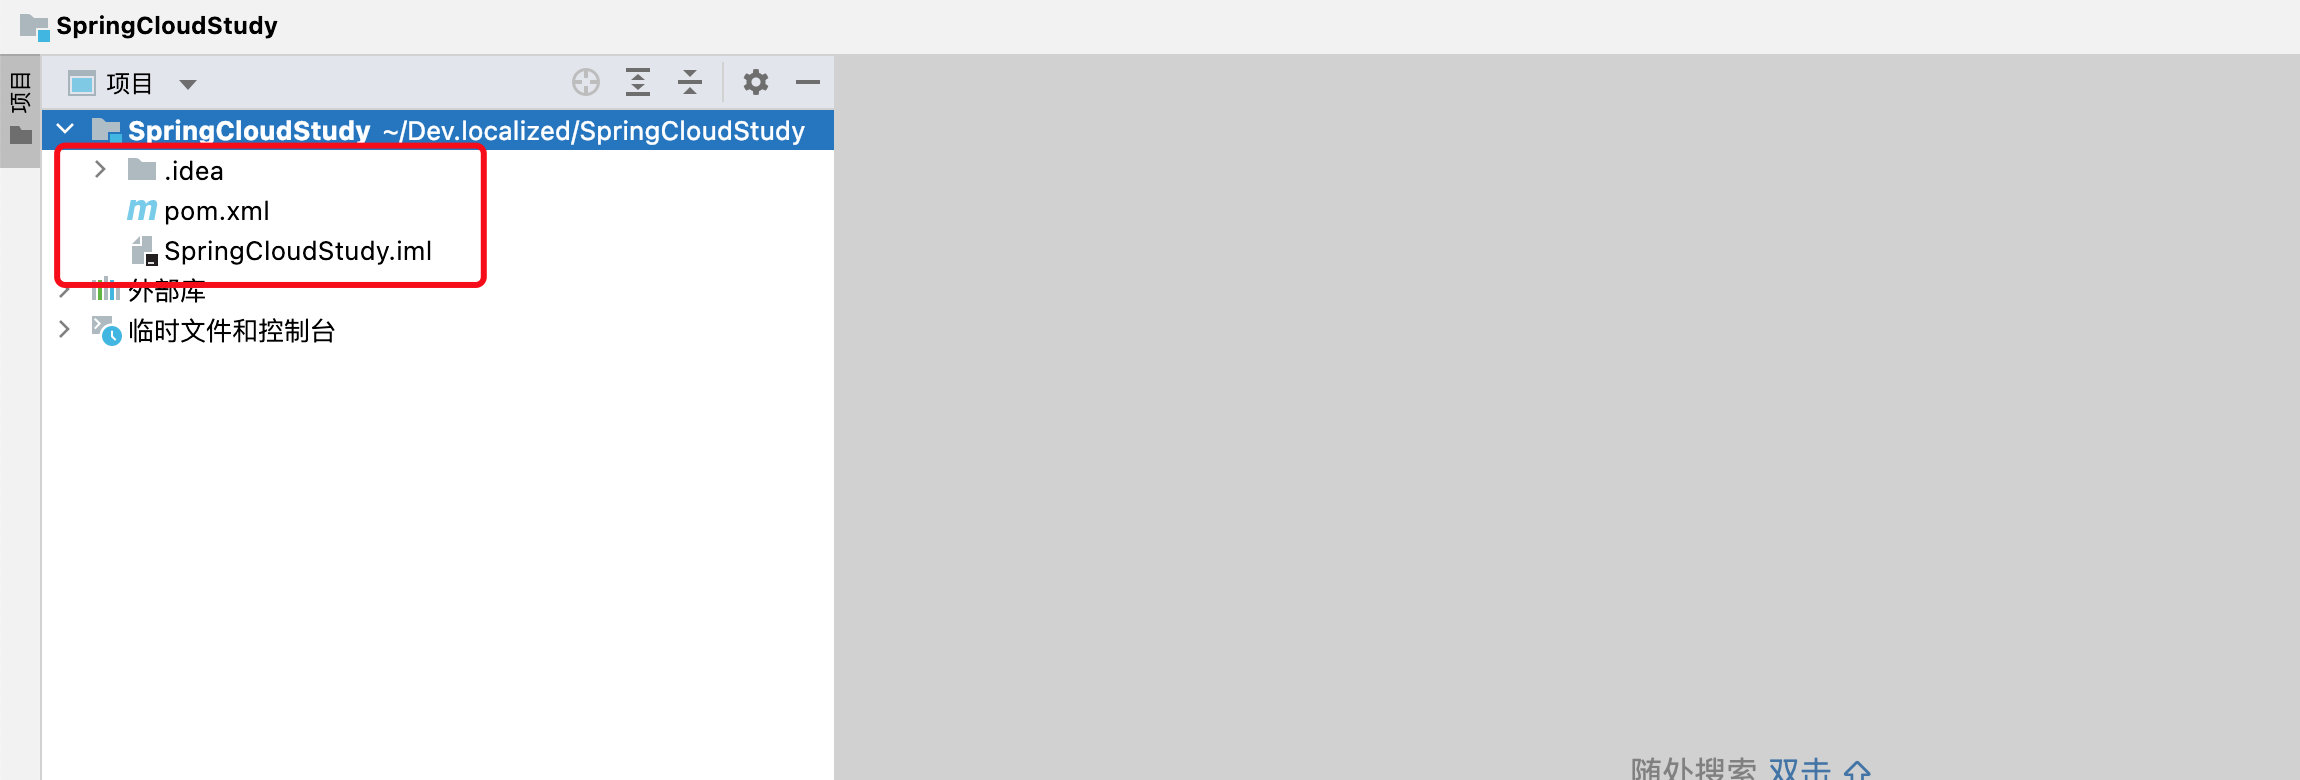 SpringCloudStudy
项目
项目
SpringCloudStudy ~/Dev.localized/SpringCloudStudy
.idea
pom.xml
SpringCloudStudy.iml
外部库
临时文件和控制台
随处搜索 双击 ⇧